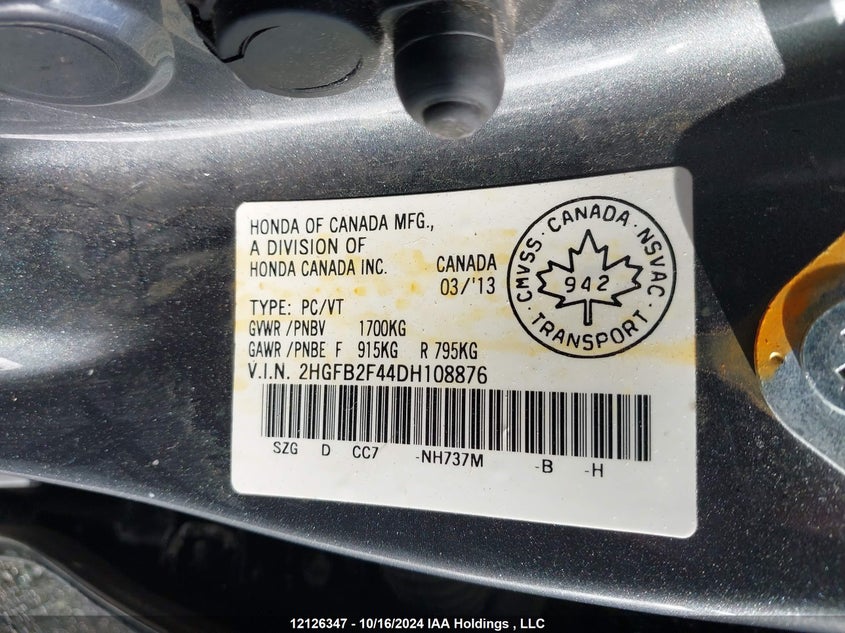 HONDA OF CANADA MFG.,
A DIVISION OF
HONDA CANADA INC. CANADA
03/'13
TYPE: PC/VT
GVWR /PNBV 1700KG
GAWR /PNBE F 915KG R 795KG
V.I.N. 2HGFB2F44DH108876
SZG D CC7 -NH737M -B -H
CMVSS · CANADA · NSVAC
942
· TRANSPORT ·
12126347 - 10/16/2024 IAA Holdings , LLC